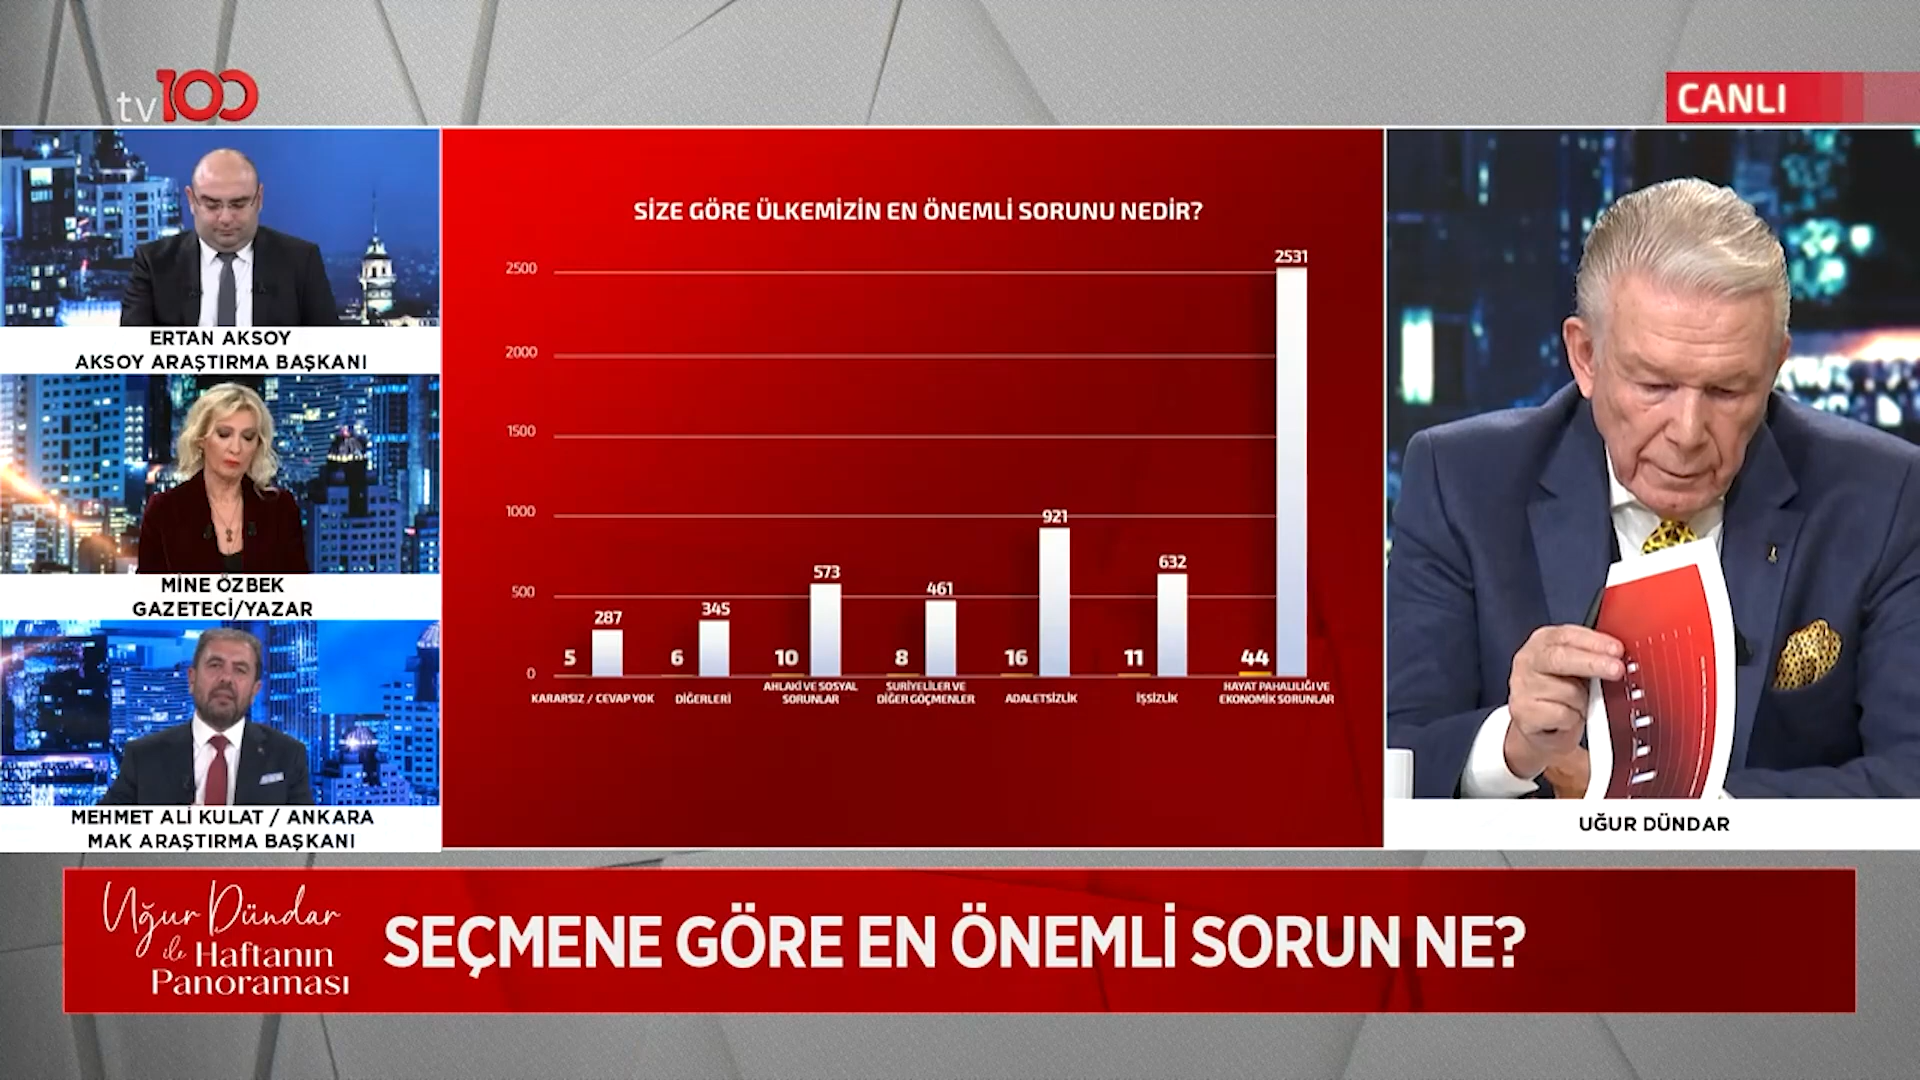 tv100
CANLI
ERTAN AKSOY
AKSOY ARAŞTIRMA BAŞKANI
MİNE ÖZBEK
GAZETECİ/YAZAR
MEHMET ALİ KULAT / ANKARA
MAK ARAŞTIRMA BAŞKANI
SİZE GÖRE ÜLKEMİZİN EN ÖNEMLİ SORUNU NEDİR?
2500
2000
1500
1000
500
0
5 287
6 345
10 573
8 461
16 921
11 632
44 2531
KARARSIZ / CEVAP YOK
DİĞERLERİ
AHLAKİ VE SOSYAL
SORUNLAR
SURİYELİLER VE
DİĞER GÖÇMENLER
ADALETSİZLİK
İŞSİZLİK
HAYAT PAHALILIĞI VE
EKONOMİK SORUNLAR
UĞUR DÜNDAR
Uğur Dündar
ile Haftanın
Panoraması
SEÇMENE GÖRE EN ÖNEMLİ SORUN NE?